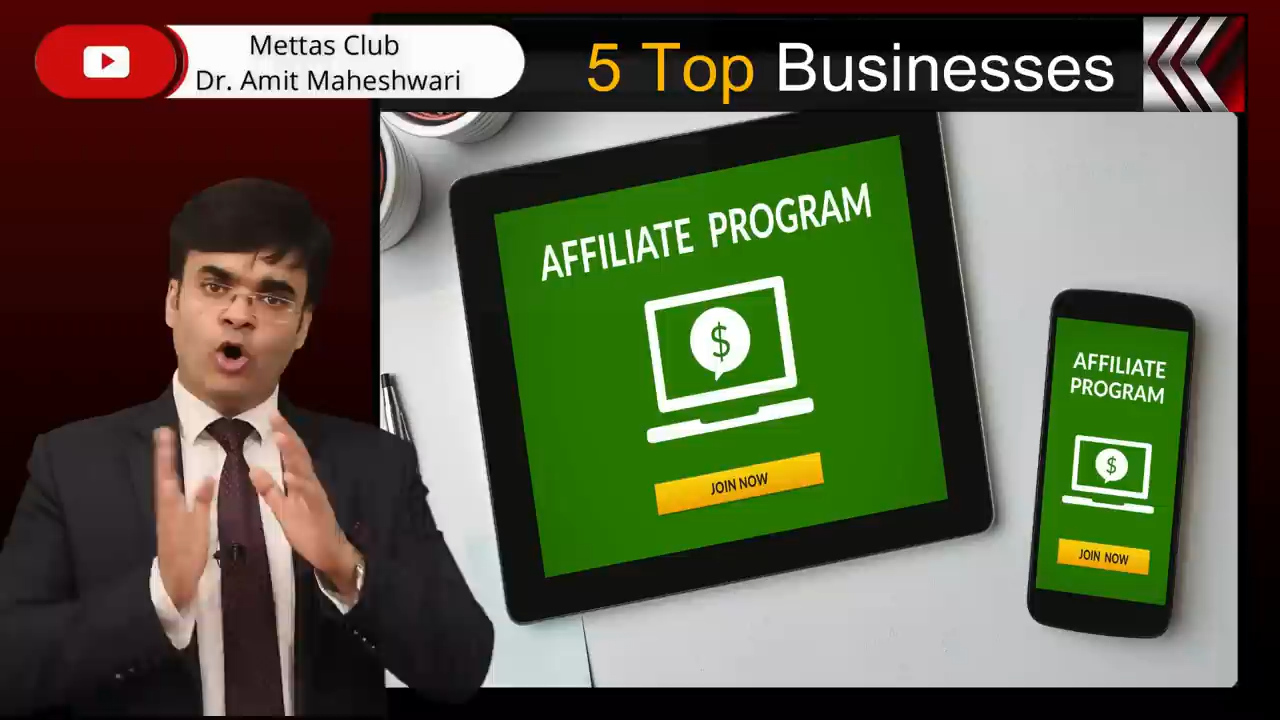 Mettas Club
Dr. Amit Maheshwari
5 Top Businesses
AFFILIATE PROGRAM
$
JOIN NOW
AFFILIATE
PROGRAM
$
JOIN NOW